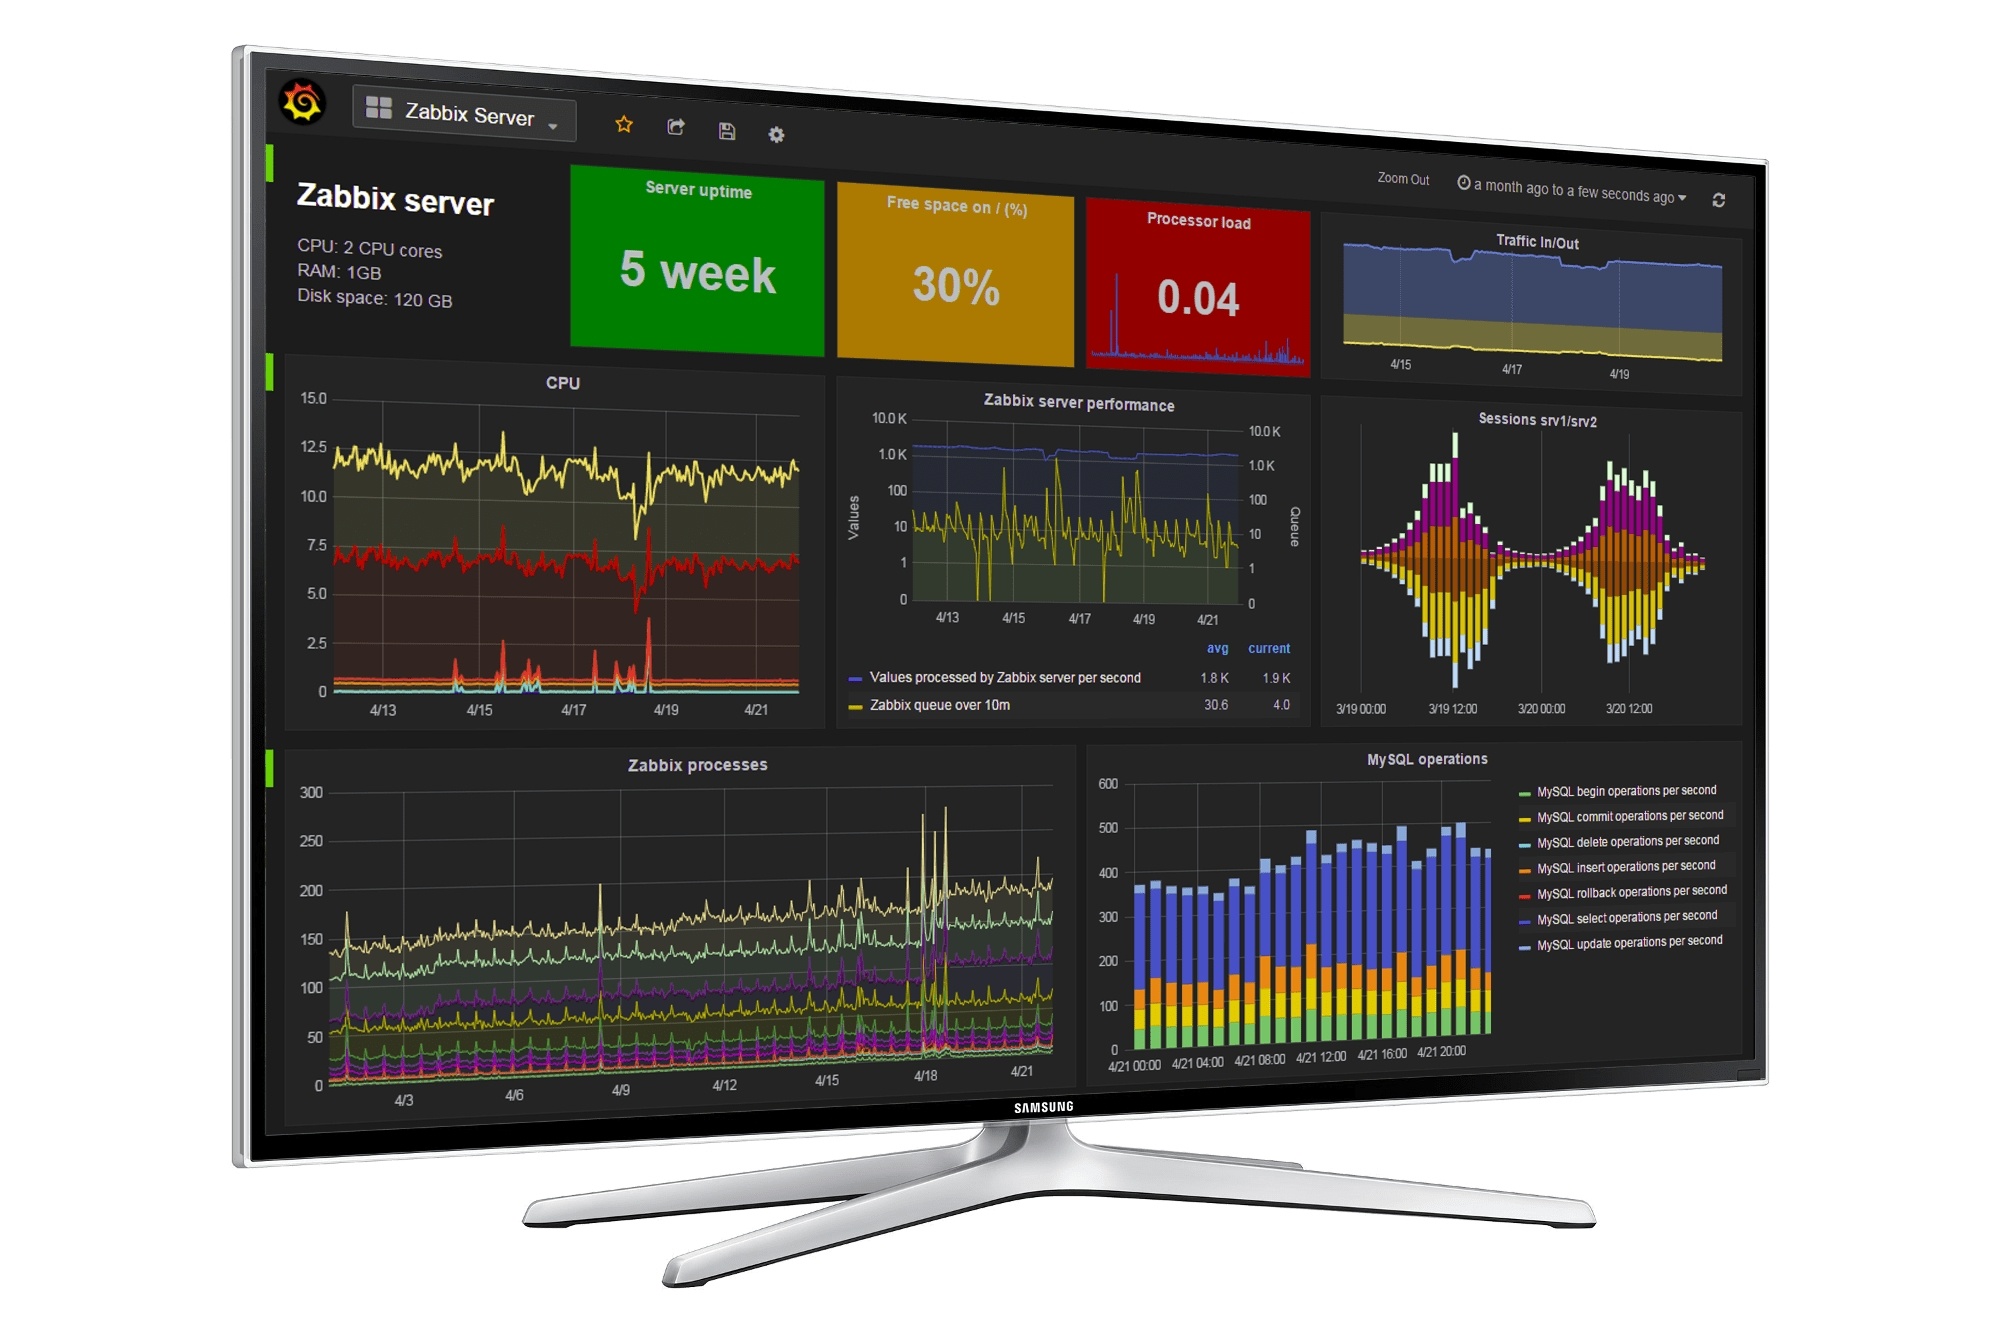 Zabbix Server
Zoom Out
a month ago to a few seconds ago
Zabbix server
CPU: 2 CPU cores
RAM: 1GB
Disk space: 120 GB
Server uptime
5 week
Free space on / (%)
30%
Processor load
0.04
Traffic In/Out
4/15 4/17 4/19
CPU
15.0
12.5
10.0
7.5
5.0
2.5
0
4/13 4/15 4/17 4/19 4/21
Zabbix server performance
10.0 K 10.0 K
1.0 K 1.0 K
100 100
10 10
1 1
0 0
Values
Queue
4/13 4/15 4/17 4/19 4/21
avg current
Values processed by Zabbix server per second 1.8 K 1.9 K
Zabbix queue over 10m 30.6 4.0
Sessions srv1/srv2
3/19 00:00 3/19 12:00 3/20 00:00 3/20 12:00
Zabbix processes
300
250
200
150
100
50
0
4/3 4/6 4/9 4/12 4/15 4/18 4/21
MySQL operations
600
500
400
300
200
100
0
4/21 00:00 4/21 04:00 4/21 08:00 4/21 12:00 4/21 16:00 4/21 20:00
MySQL begin operations per second
MySQL commit operations per second
MySQL delete operations per second
MySQL insert operations per second
MySQL rollback operations per second
MySQL select operations per second
MySQL update operations per second
SAMSUNG